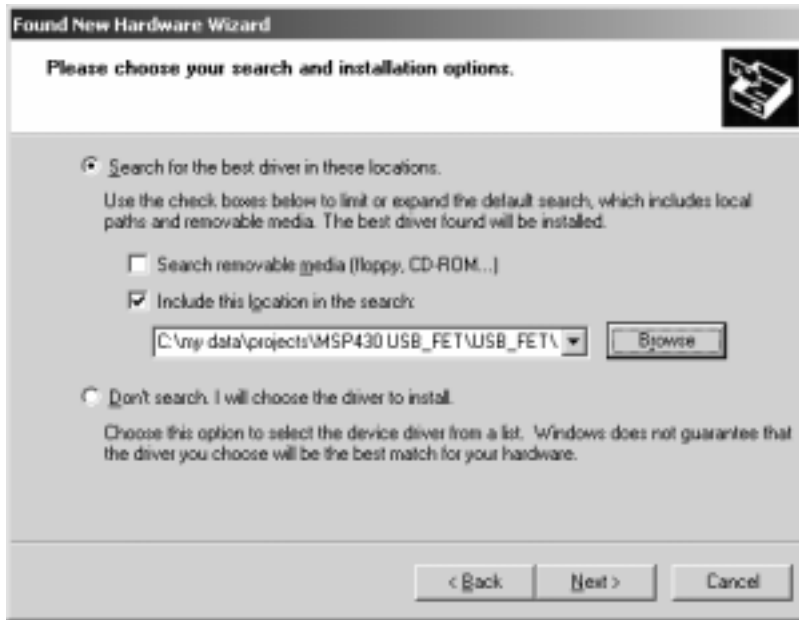 Found New Hardware Wizard
Please choose your search and installation options.
Search for the best driver in these locations.
Use the check boxes below to limit or expand the default search, which includes local
paths and removable media. The best driver found will be installed.
Search removable media (floppy, CD-ROM...)
Include this location in the search:
C:\my data\projects\MSP430 USB_FET\USB_FET\
Browse
Don't search. I will choose the driver to install.
Choose this option to select the device driver from a list. Windows does not guarantee that
the driver you choose will be the best match for your hardware.
< Back Next > Cancel